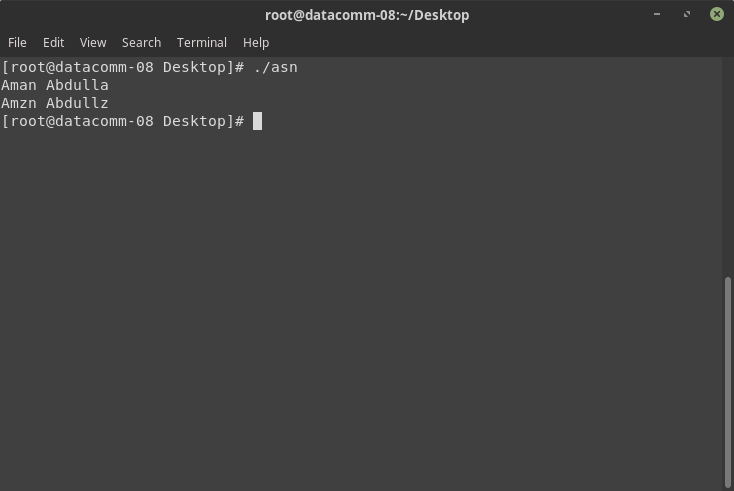 root@datacomm-08:~/Desktop
File Edit View Search Terminal Help
[root@datacomm-08 Desktop]# ./asn
Aman Abdulla
Amzn Abdullz
[root@datacomm-08 Desktop]#